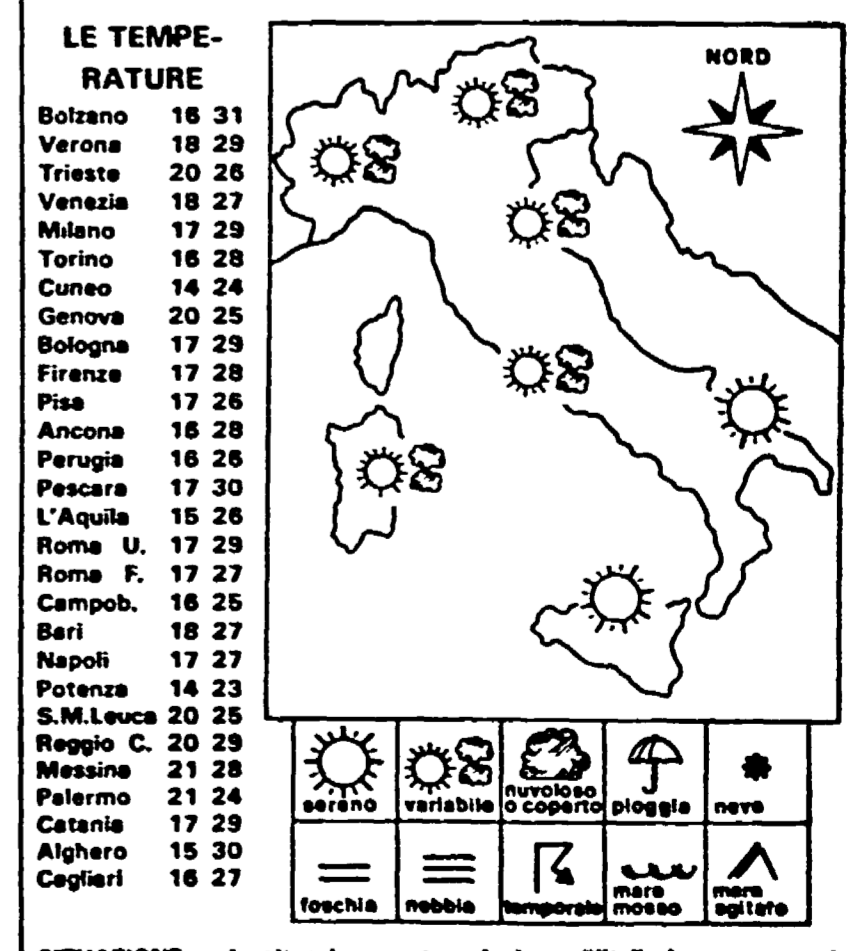 LE TEMPE-
RATURE
Bolzano 16 31
Verona 18 29
Trieste 20 26
Venezia 18 27
Milano 17 29
Torino 16 28
Cuneo 14 24
Genova 20 25
Bologna 17 29
Firenze 17 28
Pisa 17 26
Ancona 16 28
Perugia 16 26
Pescara 17 30
L'Aquila 15 26
Roma U. 17 29
Roma F. 17 27
Campob. 16 25
Bari 18 27
Napoli 17 27
Potenza 14 23
S.M.Leuca 20 25
Reggio C. 20 29
Messina 21 28
Palermo 21 24
Catania 17 29
Alghero 15 30
Cagliari 16 27
NORD
sereno
variabile
nuvoloso
o coperto
pioggia
neve
foschia
nebbia
temporale
mare
mosso
mare
agitato